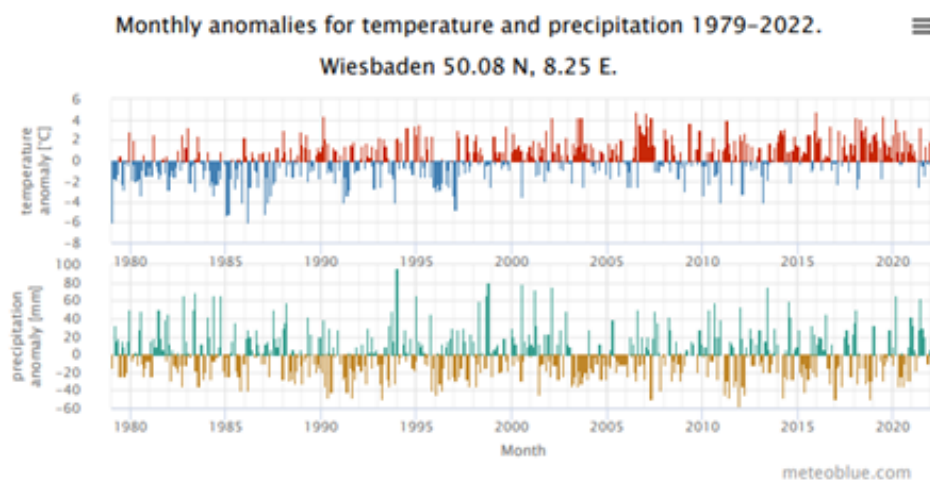 Monthly anomalies for temperature and precipitation 1979-2022.
Wiesbaden 50.08 N, 8.25 E.
temperature
anomaly [°C]
6
4
2
0
-2
-4
-6
-8
1980 1985 1990 1995 2000 2005 2010 2015 2020
precipitation
anomaly [mm]
100
80
60
40
20
0
-20
-40
-60
1980 1985 1990 1995 2000 2005 2010 2015 2020
Month
meteoblue.com